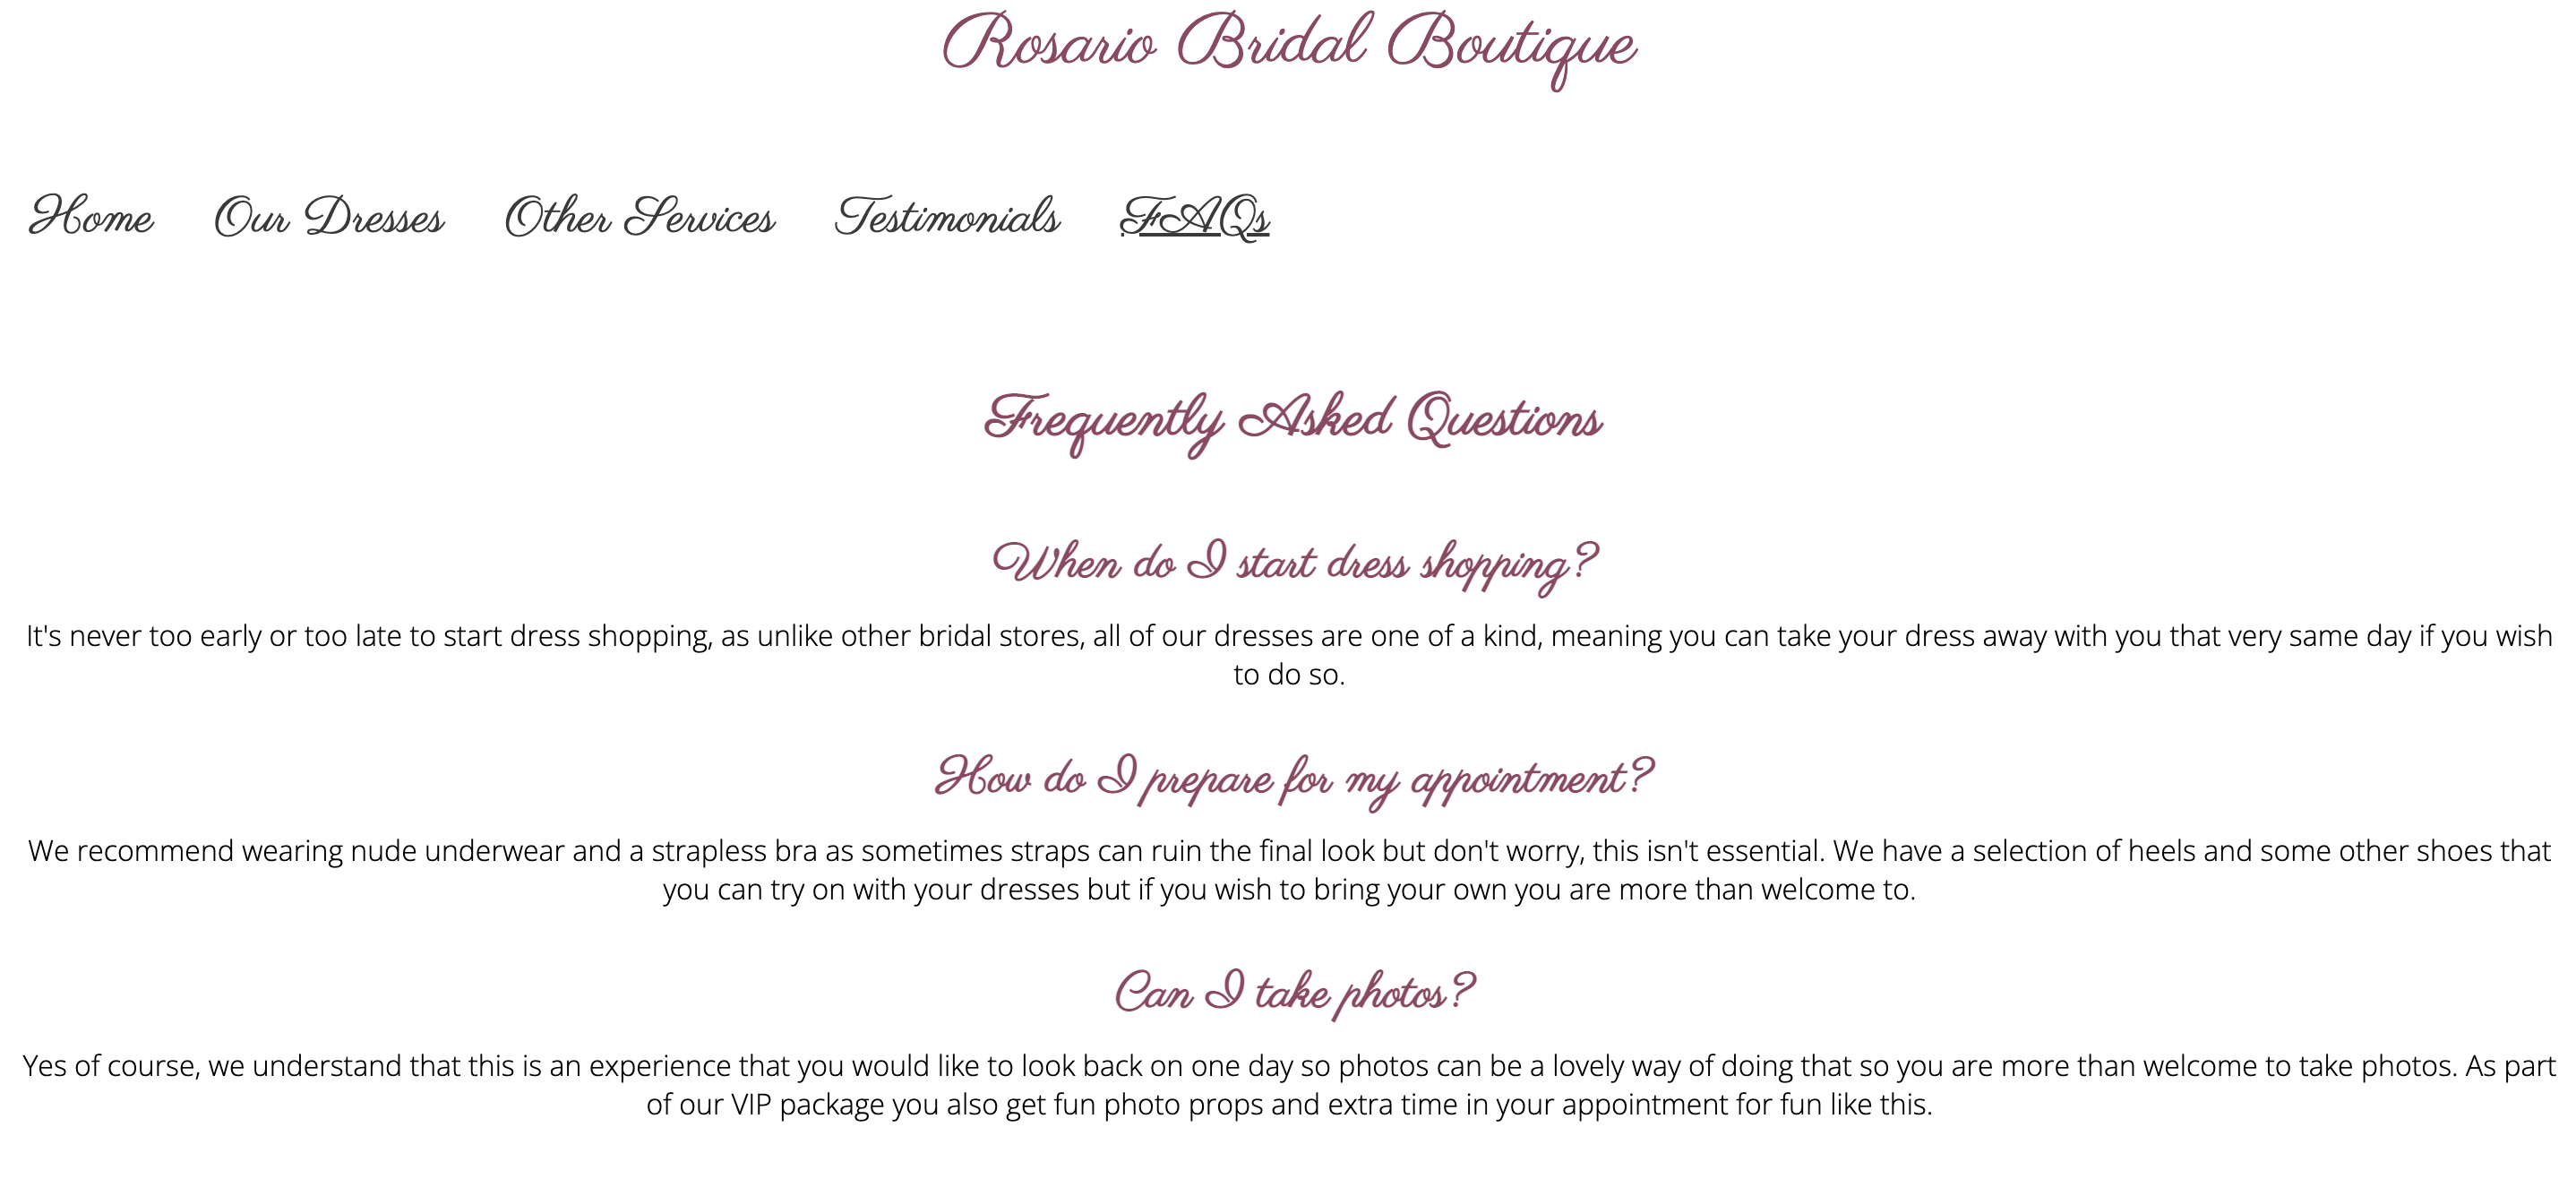 Rosario Bridal Boutique
Home Our Dresses Other Services Testimonials FAQs
Frequently Asked Questions
When do I start dress shopping?
It's never too early or too late to start dress shopping, as unlike other bridal stores, all of our dresses are one of a kind, meaning you can take your dress away with you that very same day if you wish
to do so.
How do I prepare for my appointment?
We recommend wearing nude underwear and a strapless bra as sometimes straps can ruin the final look but don't worry, this isn't essential. We have a selection of heels and some other shoes that
you can try on with your dresses but if you wish to bring your own you are more than welcome to.
Can I take photos?
Yes of course, we understand that this is an experience that you would like to look back on one day so photos can be a lovely way of doing that so you are more than welcome to take photos. As part
of our VIP package you also get fun photo props and extra time in your appointment for fun like this.